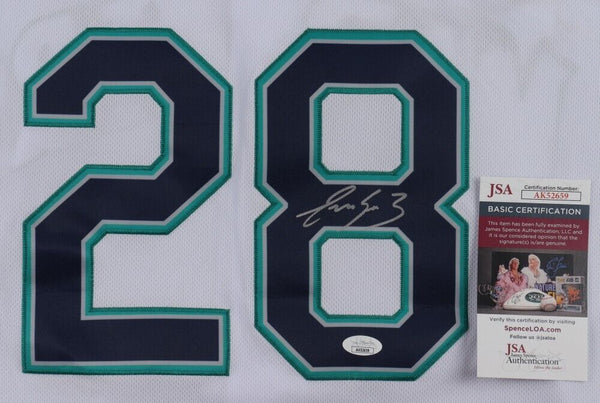 28
JSA
Certification Number:
AK52659
BASIC CERTIFICATION
This item has been fully examined by
James Spence Authentication, LLC and
it is our considered opinion that the
signature(s) is/are genuine.
Verify this certification by visiting
SpenceLOA.com
Follow us @jsaloa
JSA
James Spence
Authentication